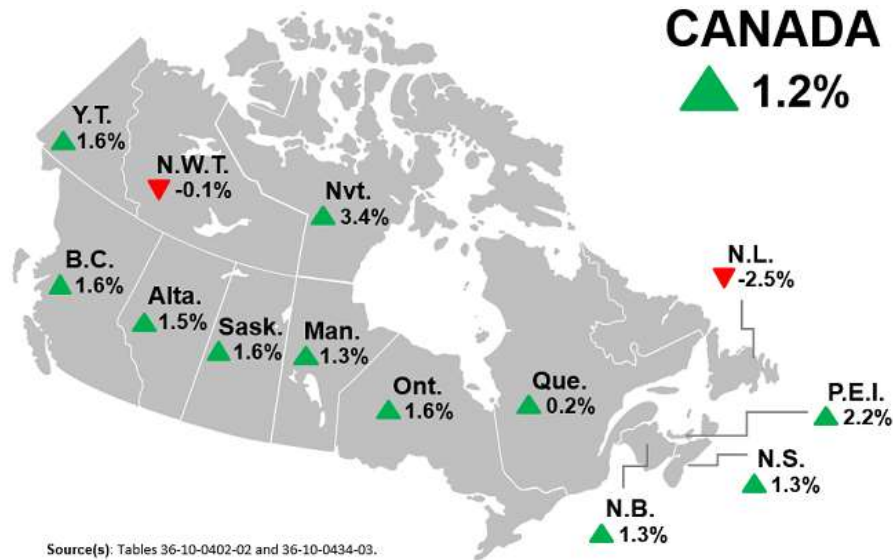 CANADA
1.2%
Y.T.
1.6%
N.W.T.
-0.1%
Nvt.
3.4%
B.C.
1.6%
Alta.
1.5%
Sask.
1.6%
Man.
1.3%
Ont.
1.6%
Que.
0.2%
N.L.
-2.5%
P.E.I.
2.2%
N.S.
1.3%
N.B.
1.3%
Source(s): Tables 36-10-0402-02 and 36-10-0434-03.